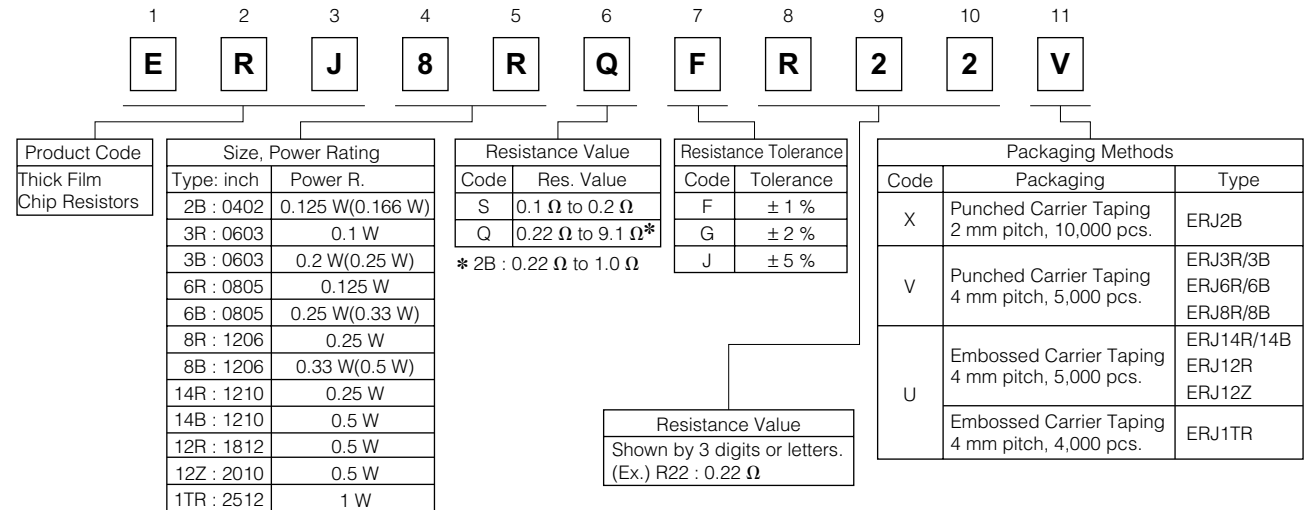 1 2 3 4 5 6 7 8 9 10 11
E R J 8 R Q F R 2 2 V
Product Code
Thick Film
Chip Resistors
Size, Power Rating
Type: inch Power R.
2B : 0402 0.125 W(0.166 W)
3R : 0603 0.1 W
3B : 0603 0.2 W(0.25 W)
6R : 0805 0.125 W
6B : 0805 0.25 W(0.33 W)
8R : 1206 0.25 W
8B : 1206 0.33 W(0.5 W)
14R : 1210 0.25 W
14B : 1210 0.5 W
12R : 1812 0.5 W
12Z : 2010 0.5 W
1TR : 2512 1 W
Resistance Value
Code Res. Value
S 0.1 Ω to 0.2 Ω
Q 0.22 Ω to 9.1 Ω*
* 2B : 0.22 Ω to 1.0 Ω
Resistance Tolerance
Code Tolerance
F ± 1 %
G ± 2 %
J ± 5 %
Resistance Value
Shown by 3 digits or letters.
(Ex.) R22 : 0.22 Ω
Packaging Methods
Code Packaging Type
X Punched Carrier Taping
2 mm pitch, 10,000 pcs. ERJ2B
V Punched Carrier Taping
4 mm pitch, 5,000 pcs.
ERJ3R/3B
ERJ6R/6B
ERJ8R/8B
U Embossed Carrier Taping
4 mm pitch, 5,000 pcs.
ERJ14R/14B
ERJ12R
ERJ12Z
Embossed Carrier Taping
4 mm pitch, 4,000 pcs. ERJ1TR